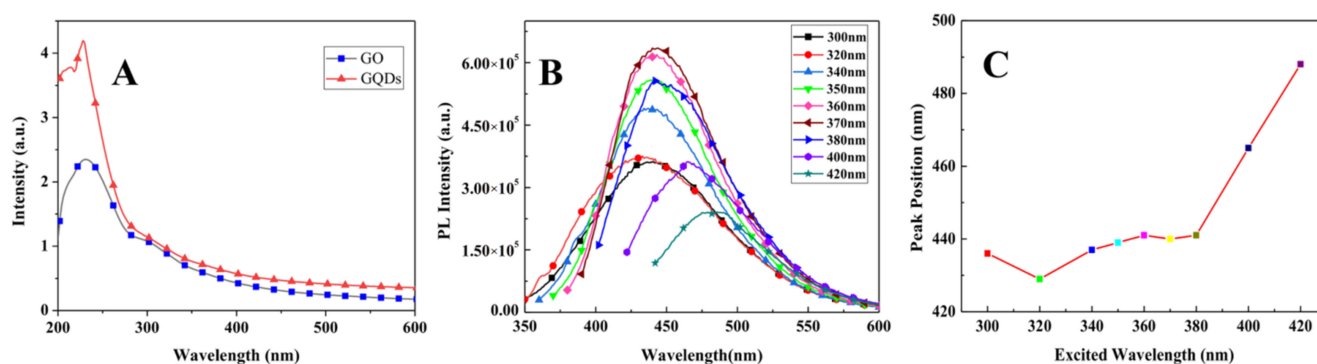 A
GO
GQDs
Intensity (a.u.)
4
3
2
1
0
200 300 400 500 600
Wavelength (nm)
B
300nm
320nm
340nm
350nm
360nm
370nm
380nm
400nm
420nm
PL Intensity (a.u.)
6.00×10⁵
4.50×10⁵
3.00×10⁵
1.50×10⁵
0.00
350 400 450 500 550 600
Wavelength(nm)
C
Peak Position (nm)
500
480
460
440
420
300 320 340 360 380 400 420
Excited Wavelength (nm)